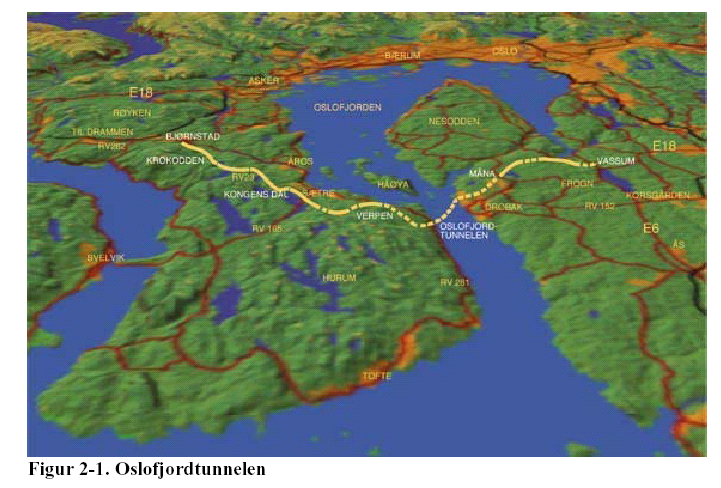 BÆRUM
OSLO
ASKER
E18
OSLOFJORDEN
RØYKEN
NESODDEN
TIL DRAMMEN
BJØRNSTAD
RV282
E18
KROKODDEN
ÅROS
VASSUM
MÅNA
RV23
HÅØYA
FROGN
KONGENS DAL
SÆTRE
KORSGÅRDEN
DRØBAK
RV 152
VERPEN
OSLOFJORD-
TUNNELEN
RV 165
E6
ÅS
SVELVIK
HURUM
RV 281
TOFTE
Figur 2-1. Oslofjordtunnelen